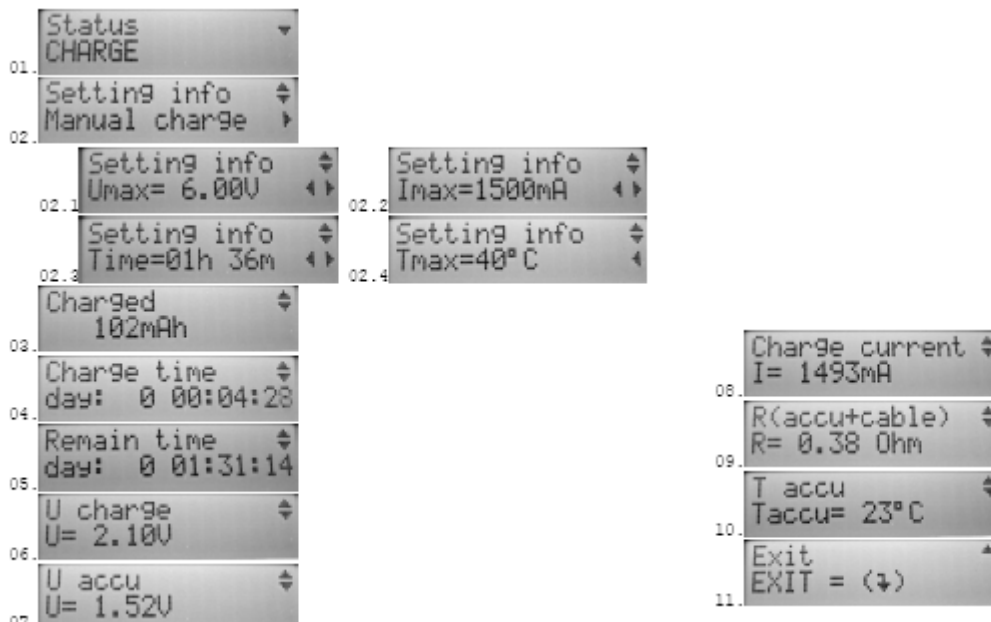 Status
CHARGE
01.
Setting info
Manual charge
02.
Setting info
Umax= 6.00V
02.1
Setting info
Imax=1500mA
02.2
Setting info
Time=01h 36m
02.3
Setting info
Tmax=40°C
02.4
Charged
102mAh
03.
Charge time
day: 0 00:04:28
04.
Remain time
day: 0 01:31:14
05.
U charge
U= 2.10V
06.
U accu
U= 1.52V
07.
Charge current
I= 1493mA
08.
R(accu+cable)
R= 0.38 Ohm
09.
T accu
Taccu= 23°C
10.
Exit
EXIT = (↴)
11.